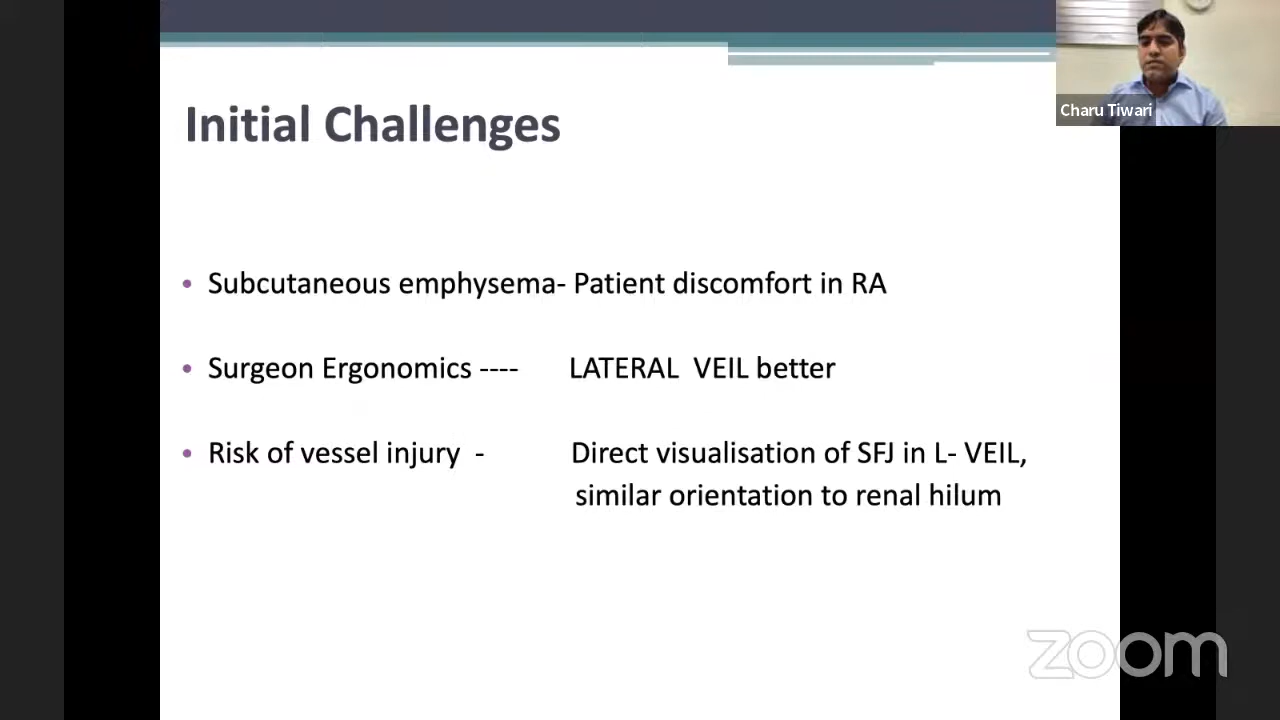 Charu Tiwari
Initial Challenges
• Subcutaneous emphysema- Patient discomfort in RA
• Surgeon Ergonomics ---- LATERAL VEIL better
• Risk of vessel injury - Direct visualisation of SFJ in L- VEIL,
similar orientation to renal hilum
zoom